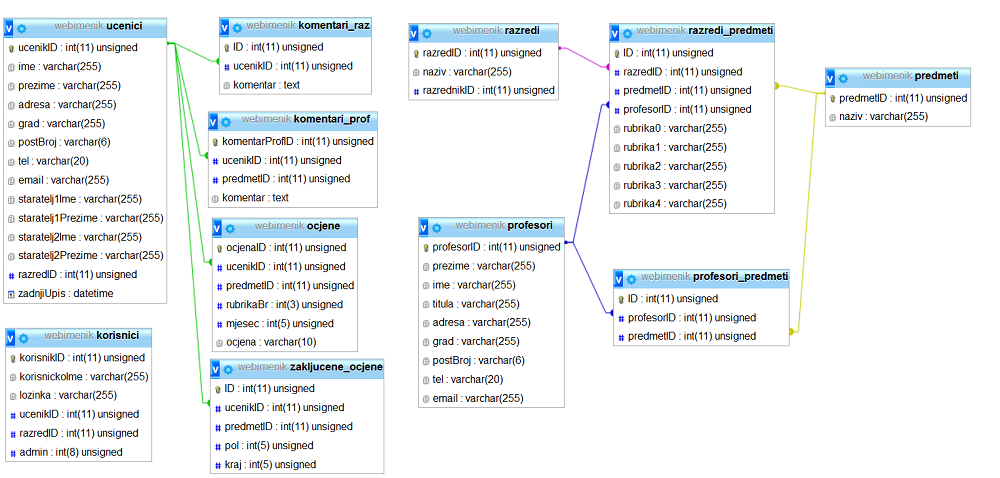 webimenik ucenici
ucenikID : int(11) unsigned
ime : varchar(255)
prezime : varchar(255)
adresa : varchar(255)
grad : varchar(255)
postBroj : varchar(6)
tel : varchar(20)
email : varchar(255)
staratelj1Ime : varchar(255)
staratelj1Prezime : varchar(255)
staratelj2Ime : varchar(255)
staratelj2Prezime : varchar(255)
razredID : int(11) unsigned
zadnjiUpis : datetime
webimenik korisnici
korisnikID : int(11) unsigned
korisnickoIme : varchar(255)
lozinka : varchar(255)
ucenikID : int(11) unsigned
razredID : int(11) unsigned
admin : int(8) unsigned
webimenik komentari_raz
ID : int(11) unsigned
ucenikID : int(11) unsigned
komentar : text
webimenik komentari_prof
komentarProfID : int(11) unsigned
ucenikID : int(11) unsigned
predmetID : int(11) unsigned
komentar : text
webimenik ocjene
ocjenaID : int(11) unsigned
ucenikID : int(11) unsigned
predmetID : int(11) unsigned
rubrikaBr : int(3) unsigned
mjesec : int(5) unsigned
ocjena : varchar(10)
webimenik zakljucene_ocjene
ID : int(11) unsigned
ucenikID : int(11) unsigned
predmetID : int(11) unsigned
pol : int(5) unsigned
kraj : int(5) unsigned
webimenik razredi
razredID : int(11) unsigned
naziv : varchar(255)
razrednikID : int(11) unsigned
webimenik profesori
profesorID : int(11) unsigned
prezime : varchar(255)
ime : varchar(255)
titula : varchar(255)
adresa : varchar(255)
grad : varchar(255)
postBroj : varchar(6)
tel : varchar(20)
email : varchar(255)
webimenik razredi_predmeti
ID : int(11) unsigned
razredID : int(11) unsigned
predmetID : int(11) unsigned
profesorID : int(11) unsigned
rubrika0 : varchar(255)
rubrika1 : varchar(255)
rubrika2 : varchar(255)
rubrika3 : varchar(255)
rubrika4 : varchar(255)
webimenik profesori_predmeti
ID : int(11) unsigned
profesorID : int(11) unsigned
predmetID : int(11) unsigned
webimenik predmeti
predmetID : int(11) unsigned
naziv : varchar(255)